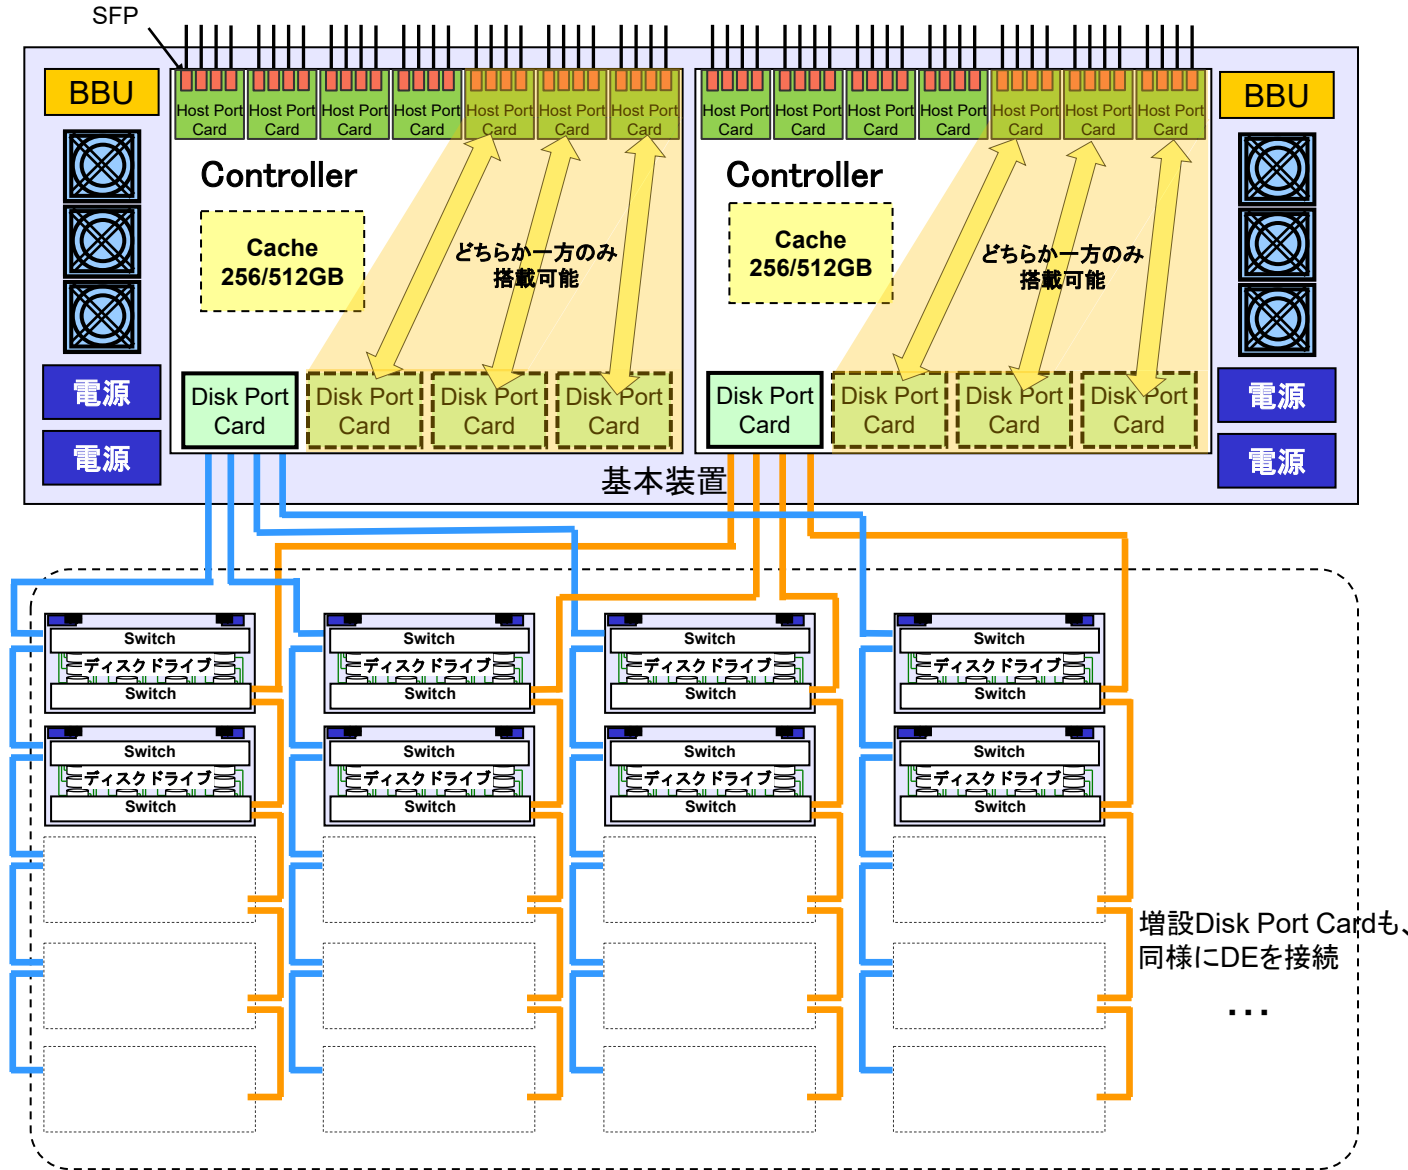 SFP
BBU
Host Port
Card
Host Port
Card
Host Port
Card
Host Port
Card
Host Port
Card
Host Port
Card
Host Port
Card
Controller
Cache
256/512GB
どちらか一方のみ
搭載可能
Disk Port
Card
Disk Port
Card
Disk Port
Card
Disk Port
Card
電源
電源
Host Port
Card
Host Port
Card
Host Port
Card
Host Port
Card
Host Port
Card
Host Port
Card
Host Port
Card
Controller
Cache
256/512GB
どちらか一方のみ
搭載可能
Disk Port
Card
Disk Port
Card
Disk Port
Card
Disk Port
Card
BBU
電源
電源
基本装置
Switch
ディスクドライブ
Switch
Switch
ディスクドライブ
Switch
Switch
ディスクドライブ
Switch
Switch
ディスクドライブ
Switch
Switch
ディスクドライブ
Switch
Switch
ディスクドライブ
Switch
Switch
ディスクドライブ
Switch
Switch
ディスクドライブ
Switch
増設Disk Port Cardも、
同様にDEを接続
...